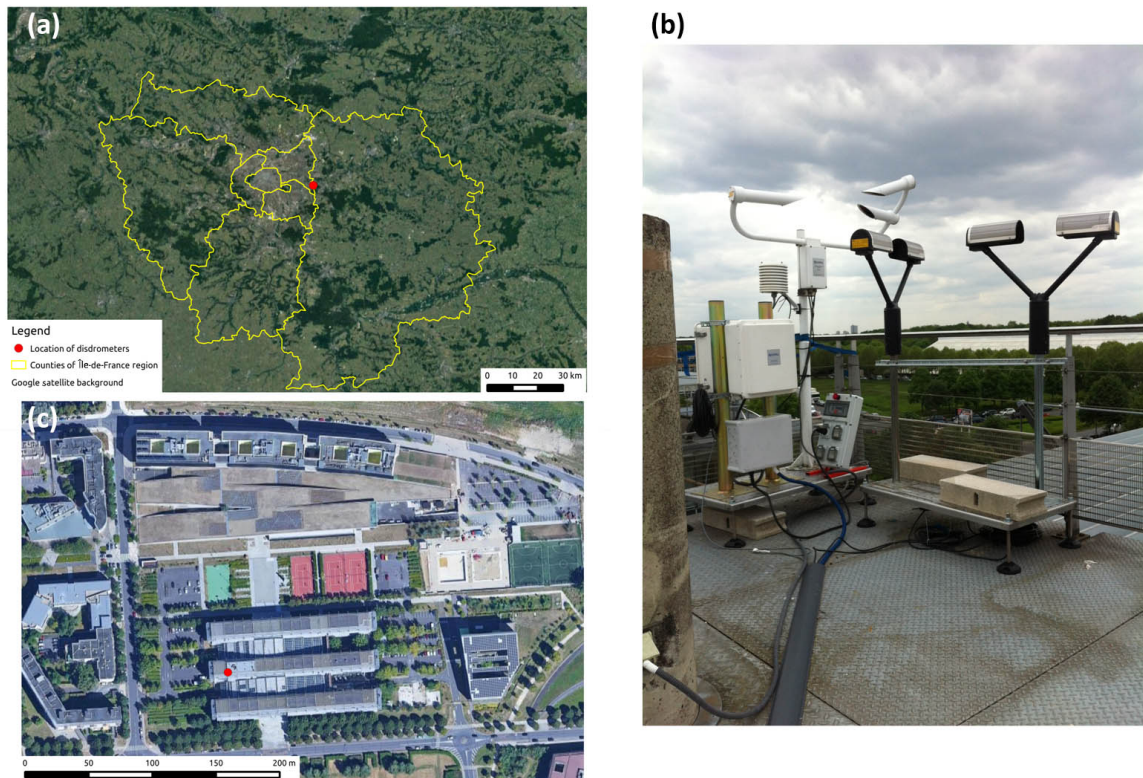 (a)
Legend
Location of disdrometers
Counties of Île-de-France region
Google satellite background
0 10 20 30 km
(b)
(c)
0 50 100 150 200 m